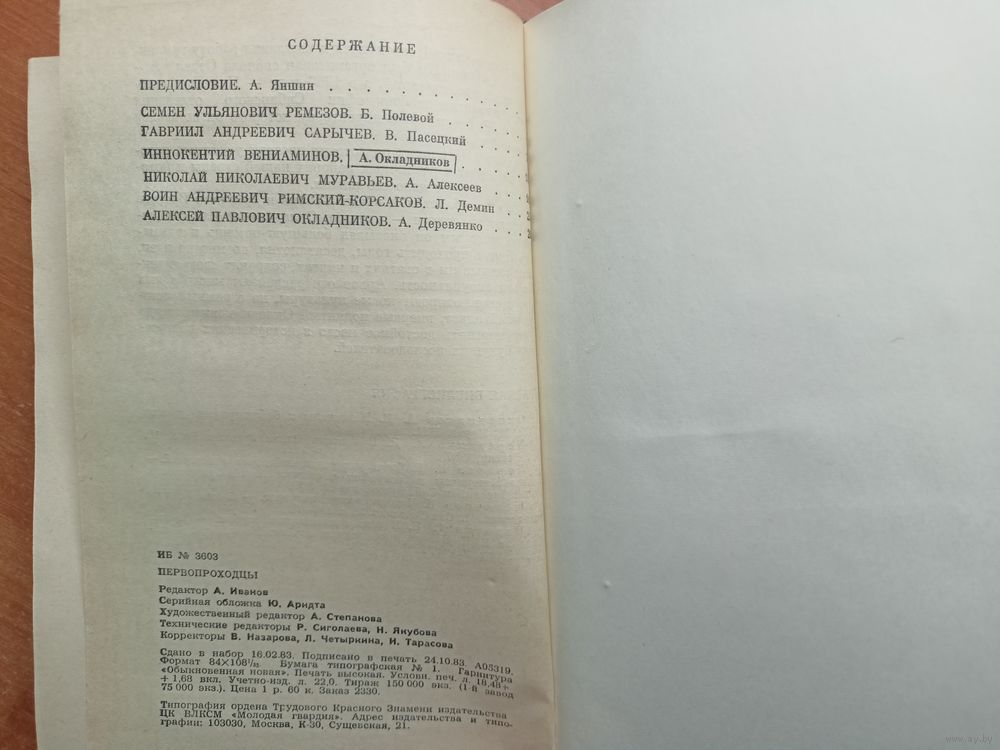 СОДЕРЖАНИЕ
ПРЕДИСЛОВИЕ. А. Яншин . . . . . . . . .
СЕМЕН УЛЬЯНОВИЧ РЕМЕЗОВ. Б. Полевой . . . . .
ГАВРИИЛ АНДРЕЕВИЧ САРЫЧЕВ. В. Пасецкий . . . .
ИННОКЕНТИЙ ВЕНИАМИНОВ. А. Окладников . . . .
НИКОЛАЙ НИКОЛАЕВИЧ МУРАВЬЕВ. А. Алексеев . . .
ВОИН АНДРЕЕВИЧ РИМСКИЙ-КОРСАКОВ. Л. Демин . .
АЛЕКСЕЙ ПАВЛОВИЧ ОКЛАДНИКОВ. А. Деревянко . . .
ИБ № 3603
ПЕРВОПРОХОДЦЫ
Редактор А. Иванов
Серийная обложка Ю. Арндта
Художественный редактор А. Степанова
Технические редакторы Р. Сиголаева, Н. Якубова
Корректоры В. Назарова, Л. Четыркина, И. Тарасова
Сдано в набор 16.02.83. Подписано в печать 24.10.83. А05319.
Формат 84×108¹/₃₂. Бумага типографская № 1. Гарнитура
«Обыкновенная новая». Печать высокая. Условн. печ. л. 18,48+
+ 1,68 вкл. Учетно-изд. л. 22,0. Тираж 150 000 экз. (1-й завод
75 000 экз.). Цена 1 р. 60 к. Заказ 2330.
Типография ордена Трудового Красного Знамени издательства
ЦК ВЛКСМ «Молодая гвардия». Адрес издательства и типо-
графии: 103030, Москва, К-30, Сущевская, 21.
www.ay.by